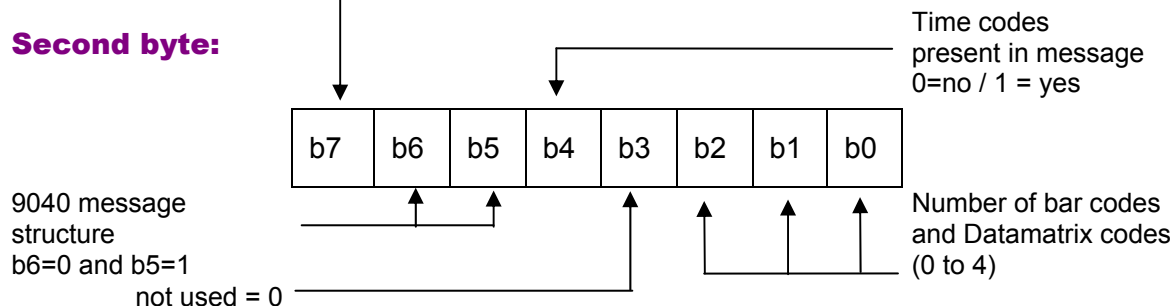 Second byte:
Time codes
present in message
0=no / 1 = yes
b7 b6 b5 b4 b3 b2 b1 b0
9040 message
structure
b6=0 and b5=1
not used = 0
Number of bar codes
and Datamatrix codes
(0 to 4)